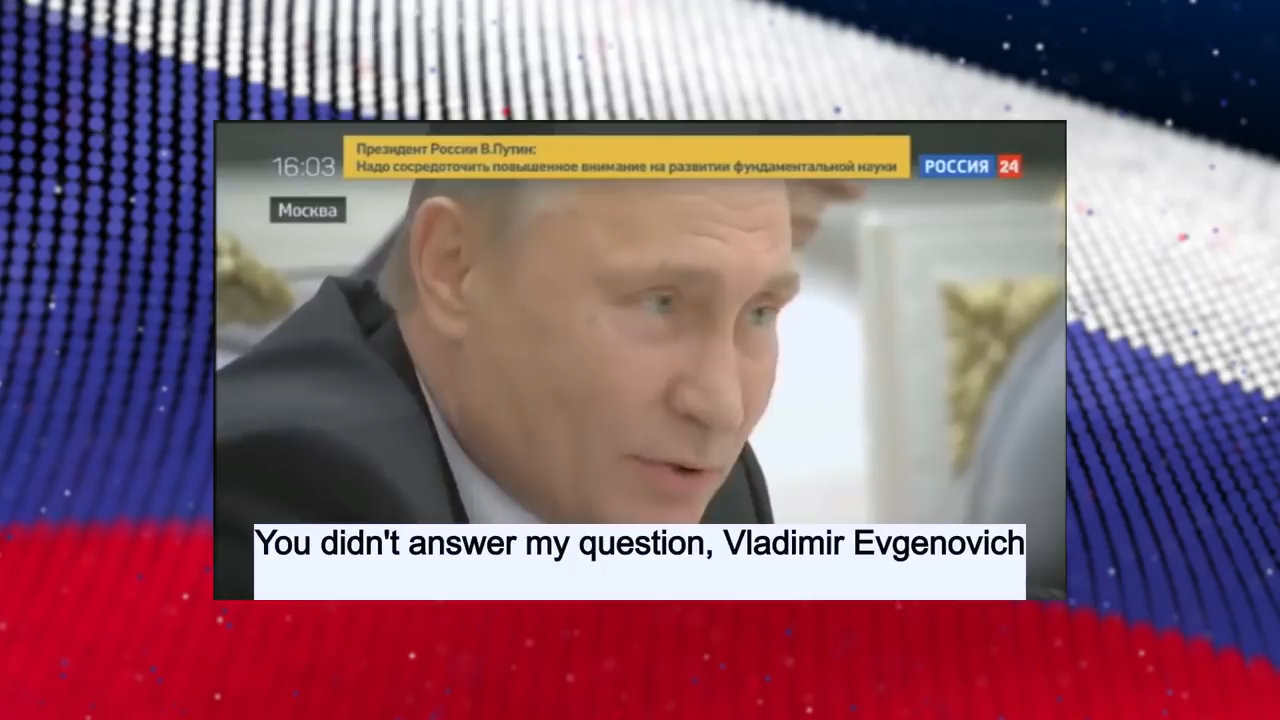 Президент России В.Путин:
16:03 Надо сосредоточить повышенное внимание на развитии фундаментальной науки РОССИЯ 24
Москва
You didn't answer my question, Vladimir Evgenovich